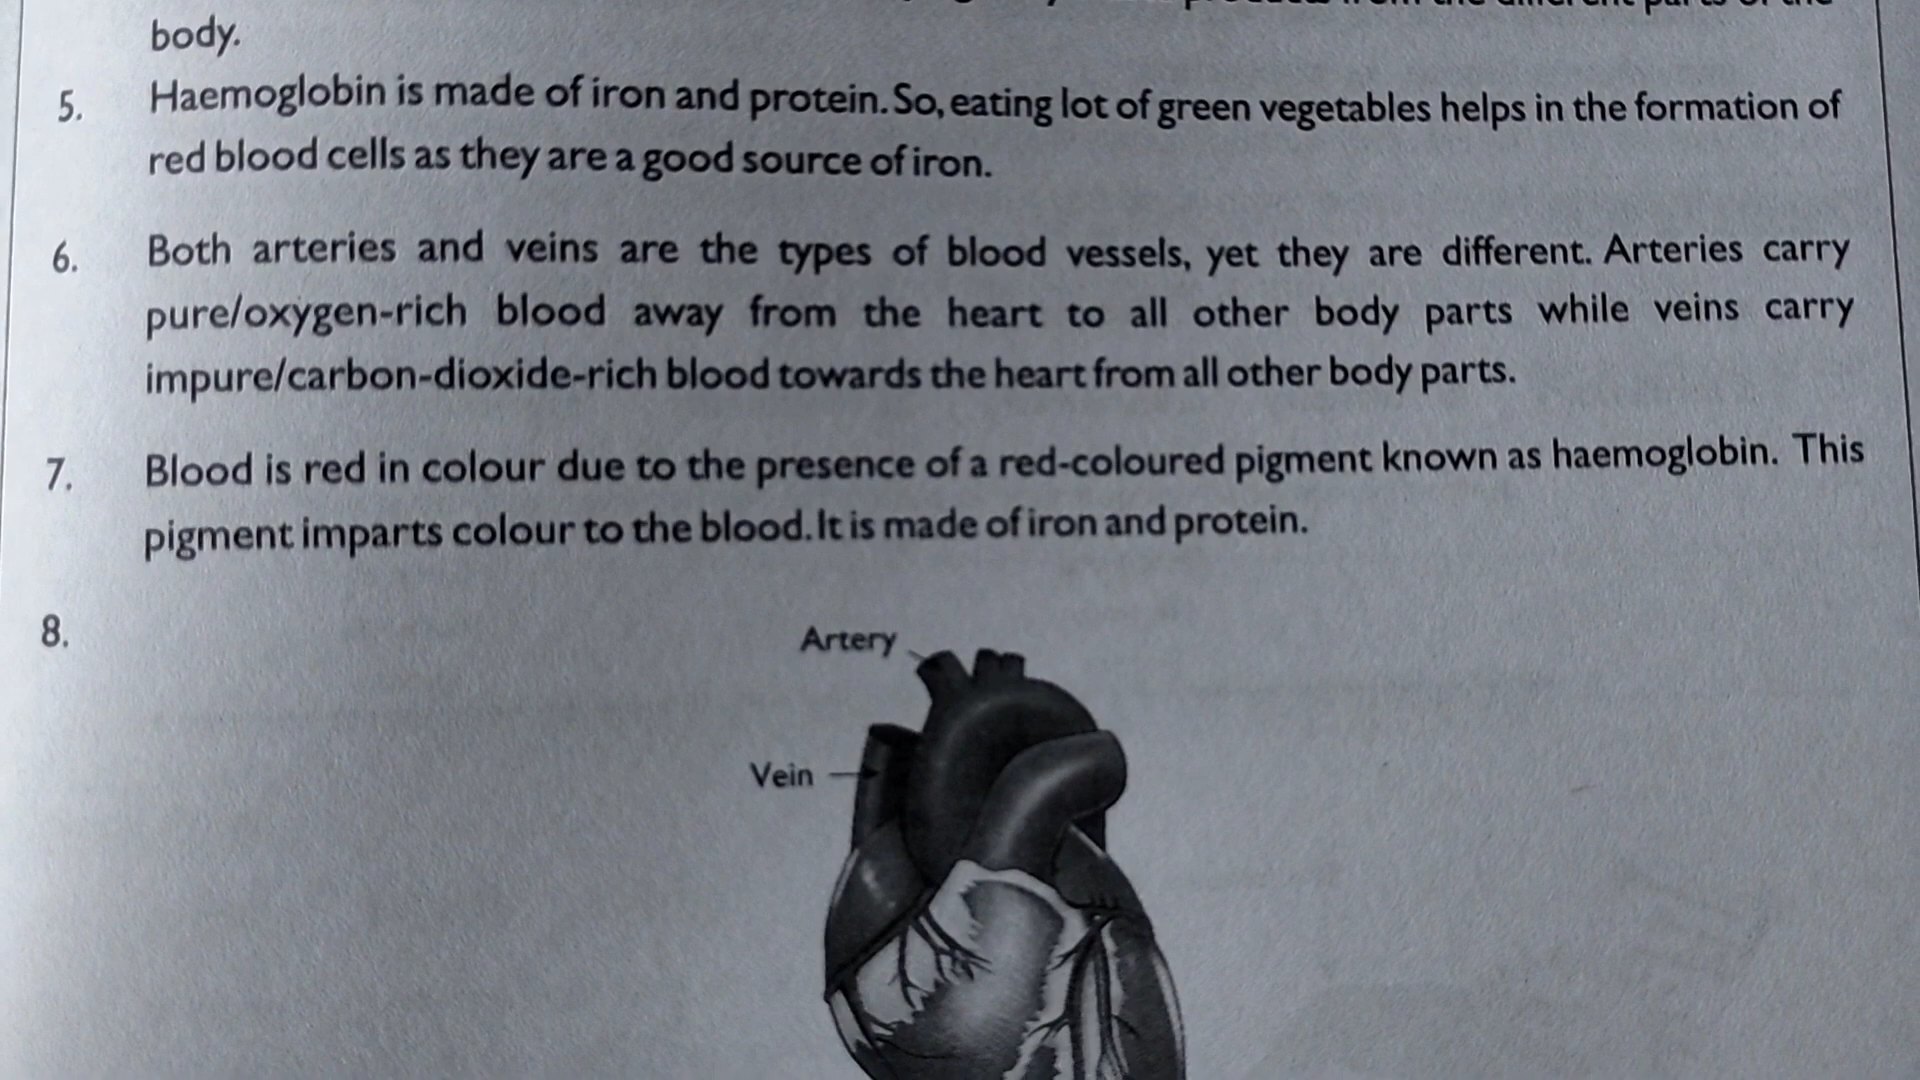 body.
5. Haemoglobin is made of iron and protein. So, eating lot of green vegetables helps in the formation of
red blood cells as they are a good source of iron.
6. Both arteries and veins are the types of blood vessels, yet they are different. Arteries carry
pure/oxygen-rich blood away from the heart to all other body parts while veins carry
impure/carbon-dioxide-rich blood towards the heart from all other body parts.
7. Blood is red in colour due to the presence of a red-coloured pigment known as haemoglobin. This
pigment imparts colour to the blood. It is made of iron and protein.
8.
Artery
Vein